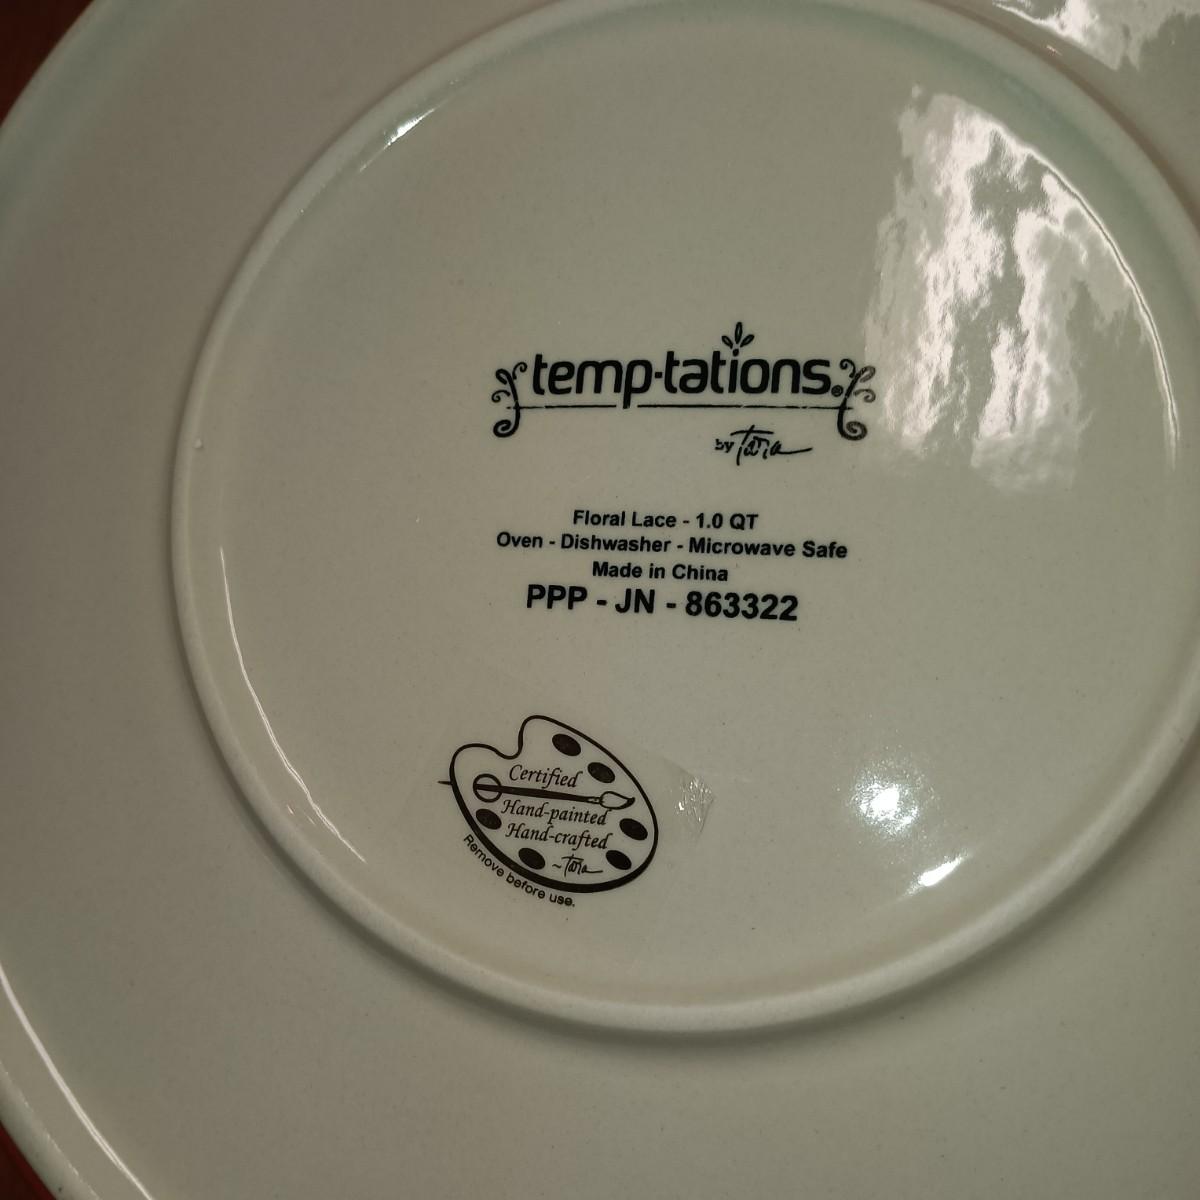 temp-tations.®
by Tara
Floral Lace - 1.0 QT
Oven - Dishwasher - Microwave Safe
Made in China
PPP - JN - 863322
Certified
Hand-painted
Hand-crafted
~Tara
Remove before use.